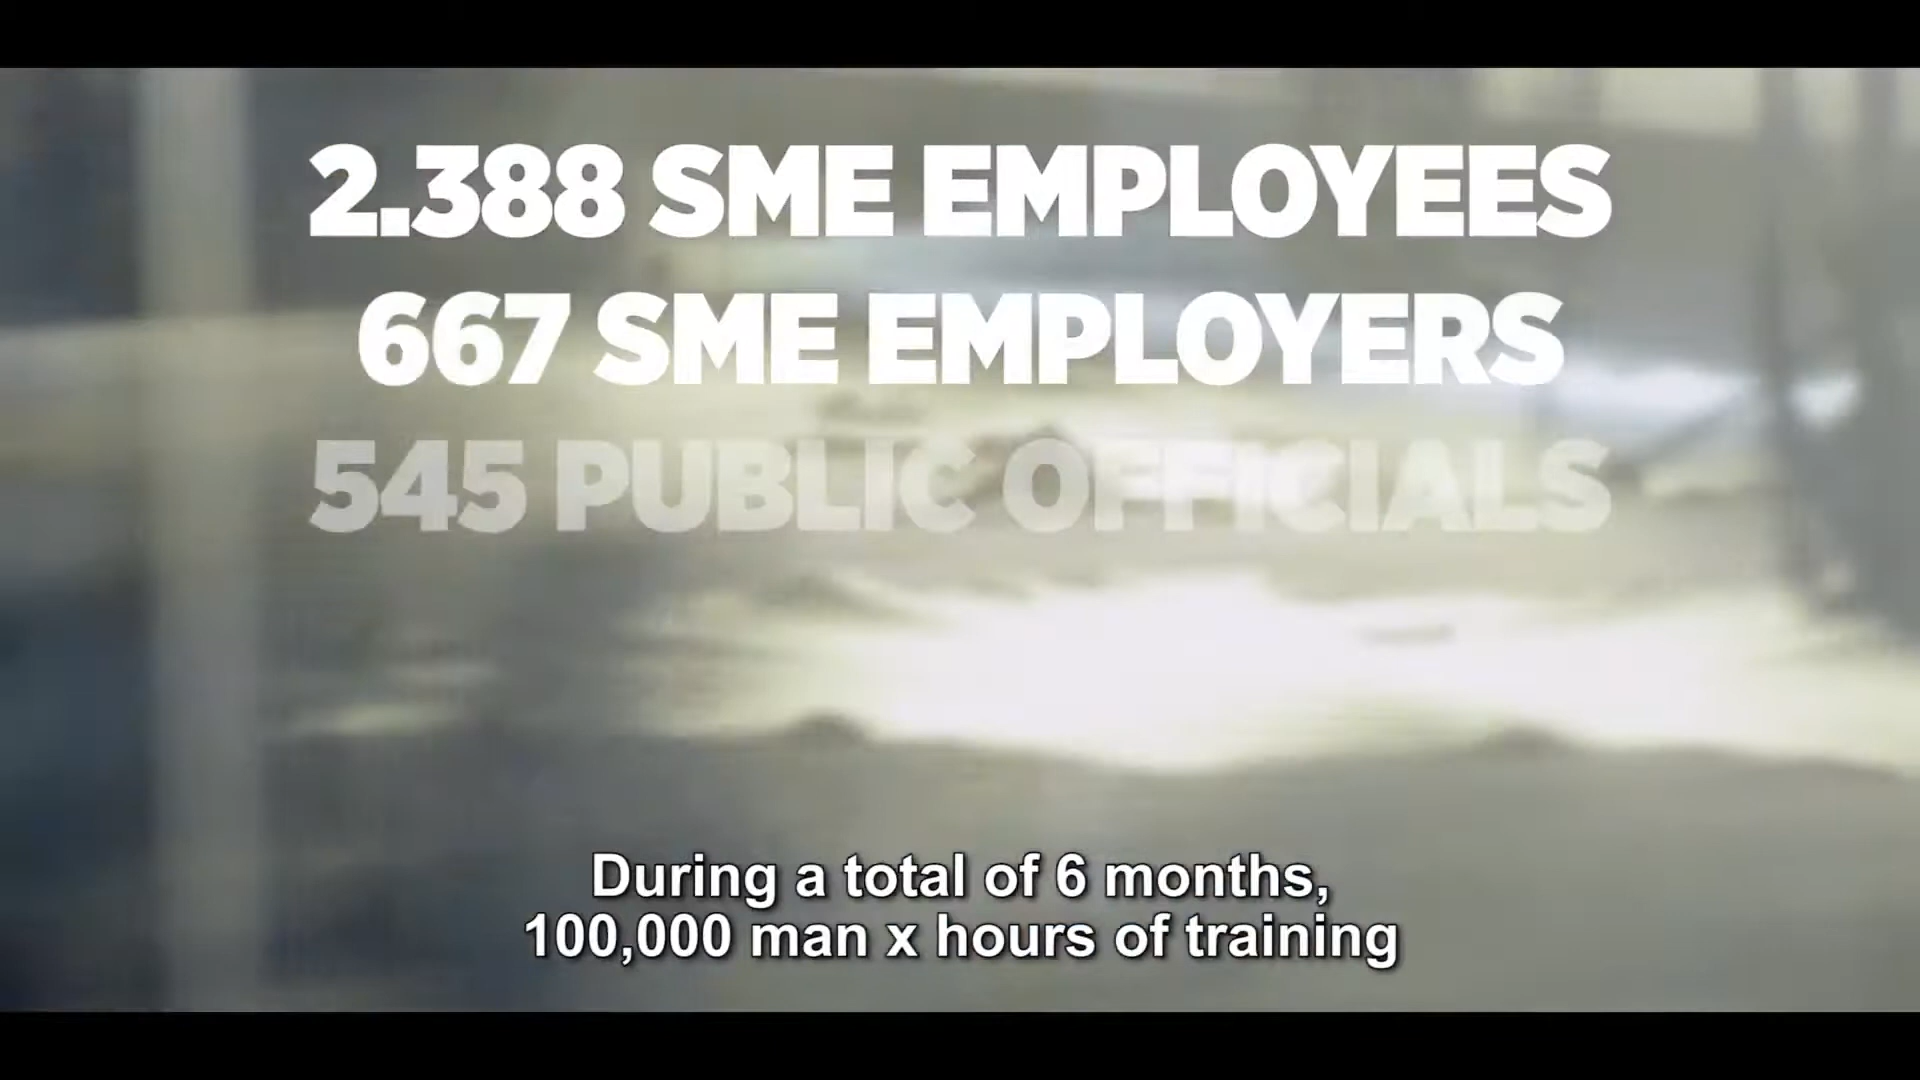 2.388 SME EMPLOYEES
667 SME EMPLOYERS
545 PUBLIC OFFICIALS
During a total of 6 months,
100,000 man x hours of training